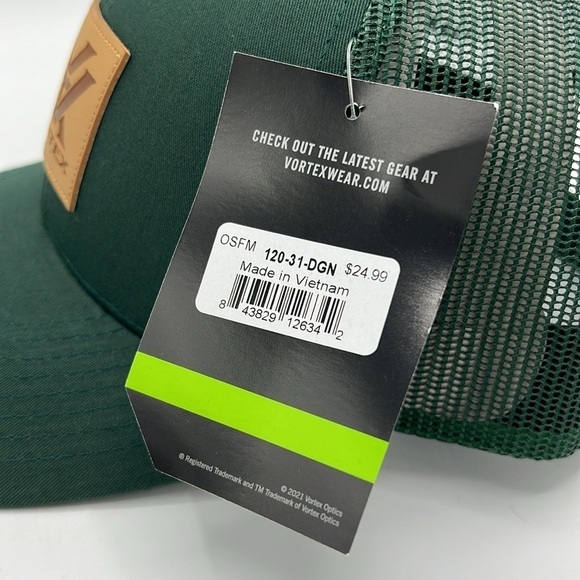 CHECK OUT THE LATEST GEAR AT
VORTEXWEAR.COM
OSFM 120-31-DGN $24.99
Made in Vietnam
8 43829 12634 2
® Registered Trademark and TM Trademark of Vortex Optics
© 2021 Vortex Optics